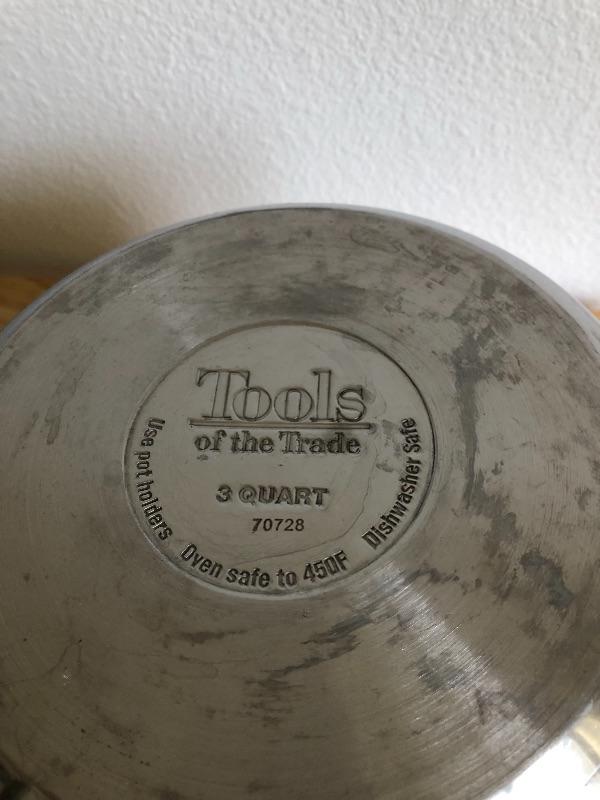 Tools
of the Trade
3 QUART
70728
Use pot holders Oven safe to 450F Dishwasher Safe